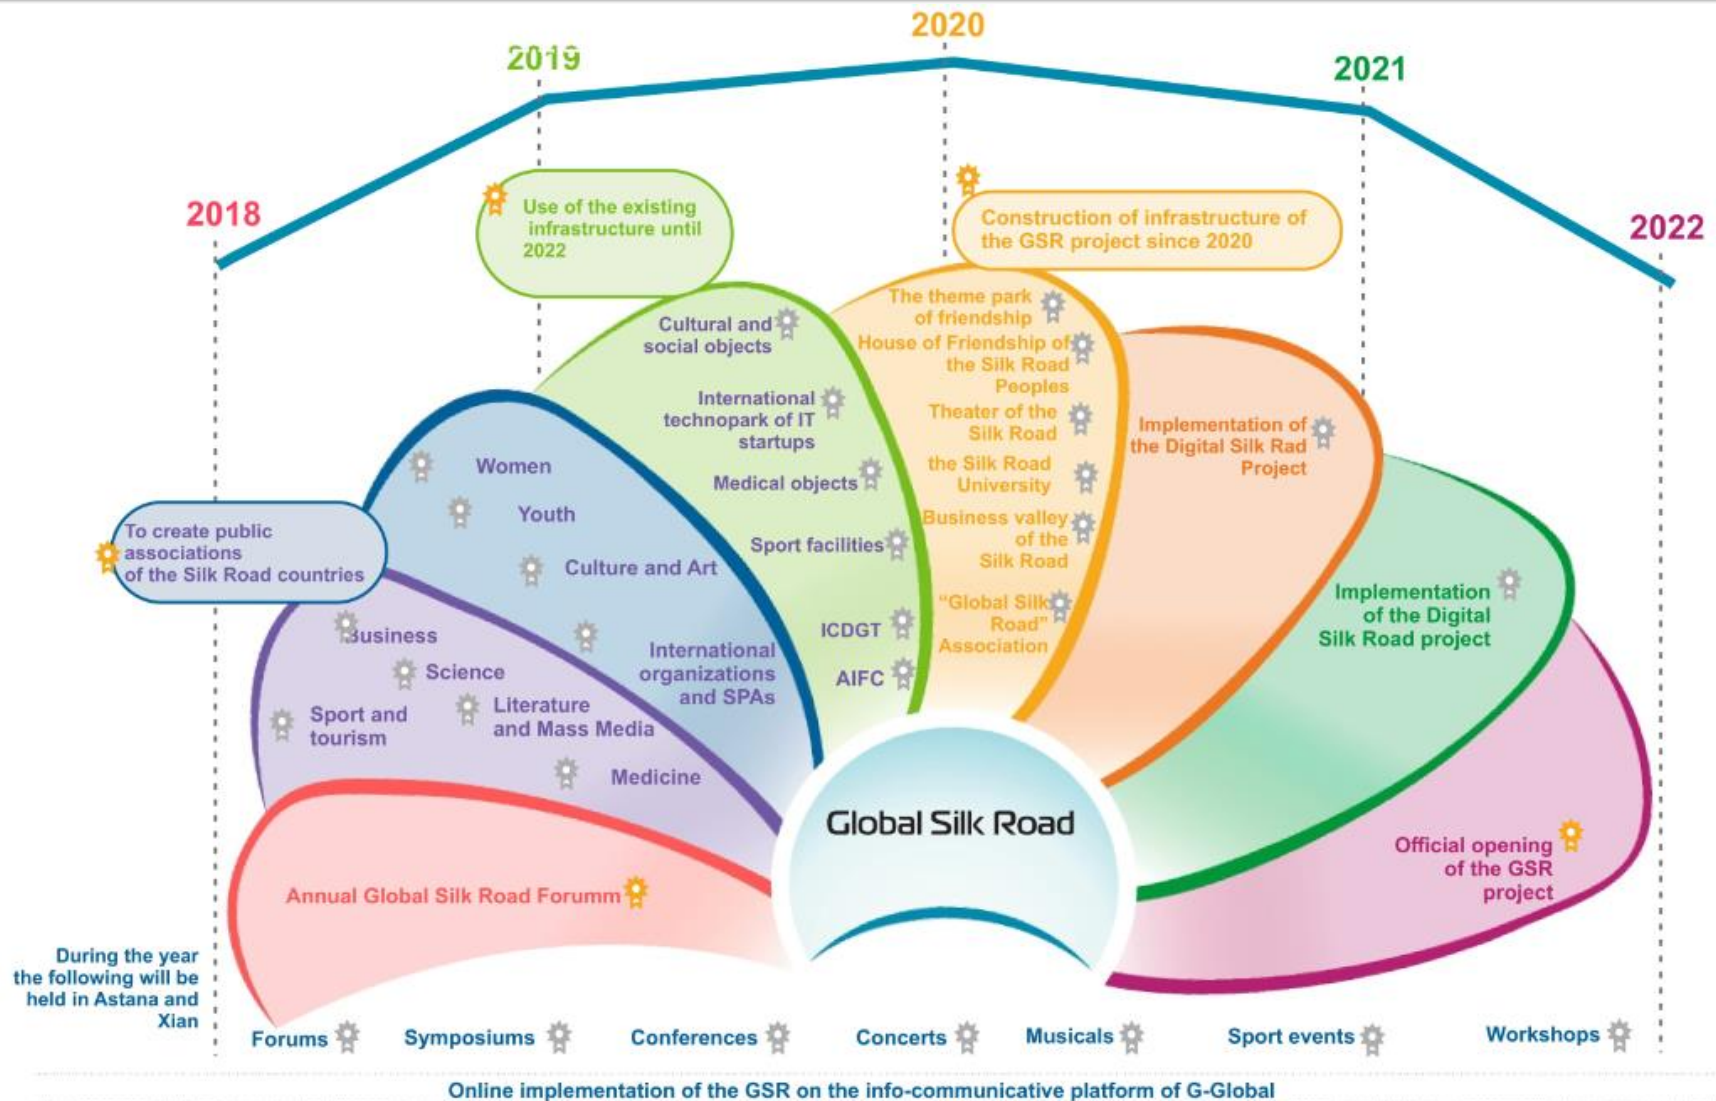 2018
2019
2020
2021
2022
Use of the existing
infrastructure until
2022
Construction of infrastructure of
the GSR project since 2020
To create public
associations
of the Silk Road countries
Annual Global Silk Road Forumm
Business
Science
Sport and
tourism
Literature
and Mass Media
Medicine
Women
Youth
Culture and Art
International
organizations
and SPAs
Cultural and
social objects
International
technopark of IT
startups
Medical objects
Sport facilities
ICDGT
AIFC
The theme park
of friendship
House of Friendship of
the Silk Road
Peoples
Theater of the
Silk Road
the Silk Road
University
Business valley
of the
Silk Road
“Global Silk
Road”
Association
Implementation of
the Digital Silk Rad
Project
Implementation
of the Digital
Silk Road project
Official opening
of the GSR
project
Global Silk Road
During the year
the following will be
held in Astana and
Xian
Forums
Symposiums
Conferences
Concerts
Musicals
Sport events
Workshops
Online implementation of the GSR on the info-communicative platform of G-Global